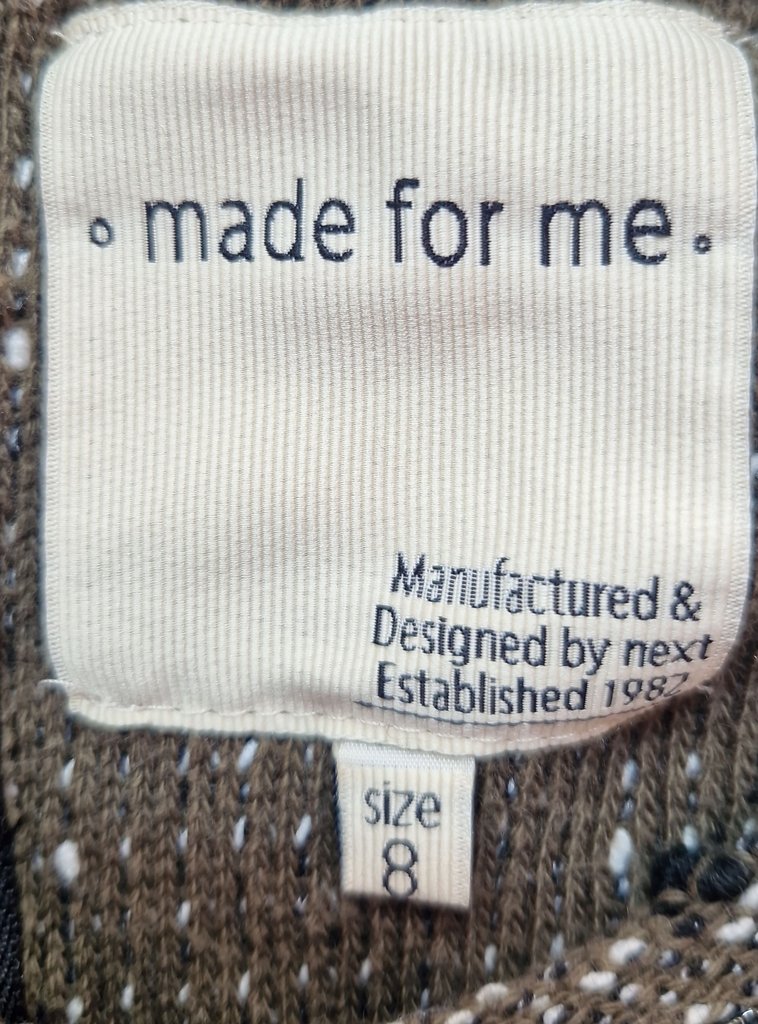 made for me
Manufactured &
Designed by next
Established 1982
size
8